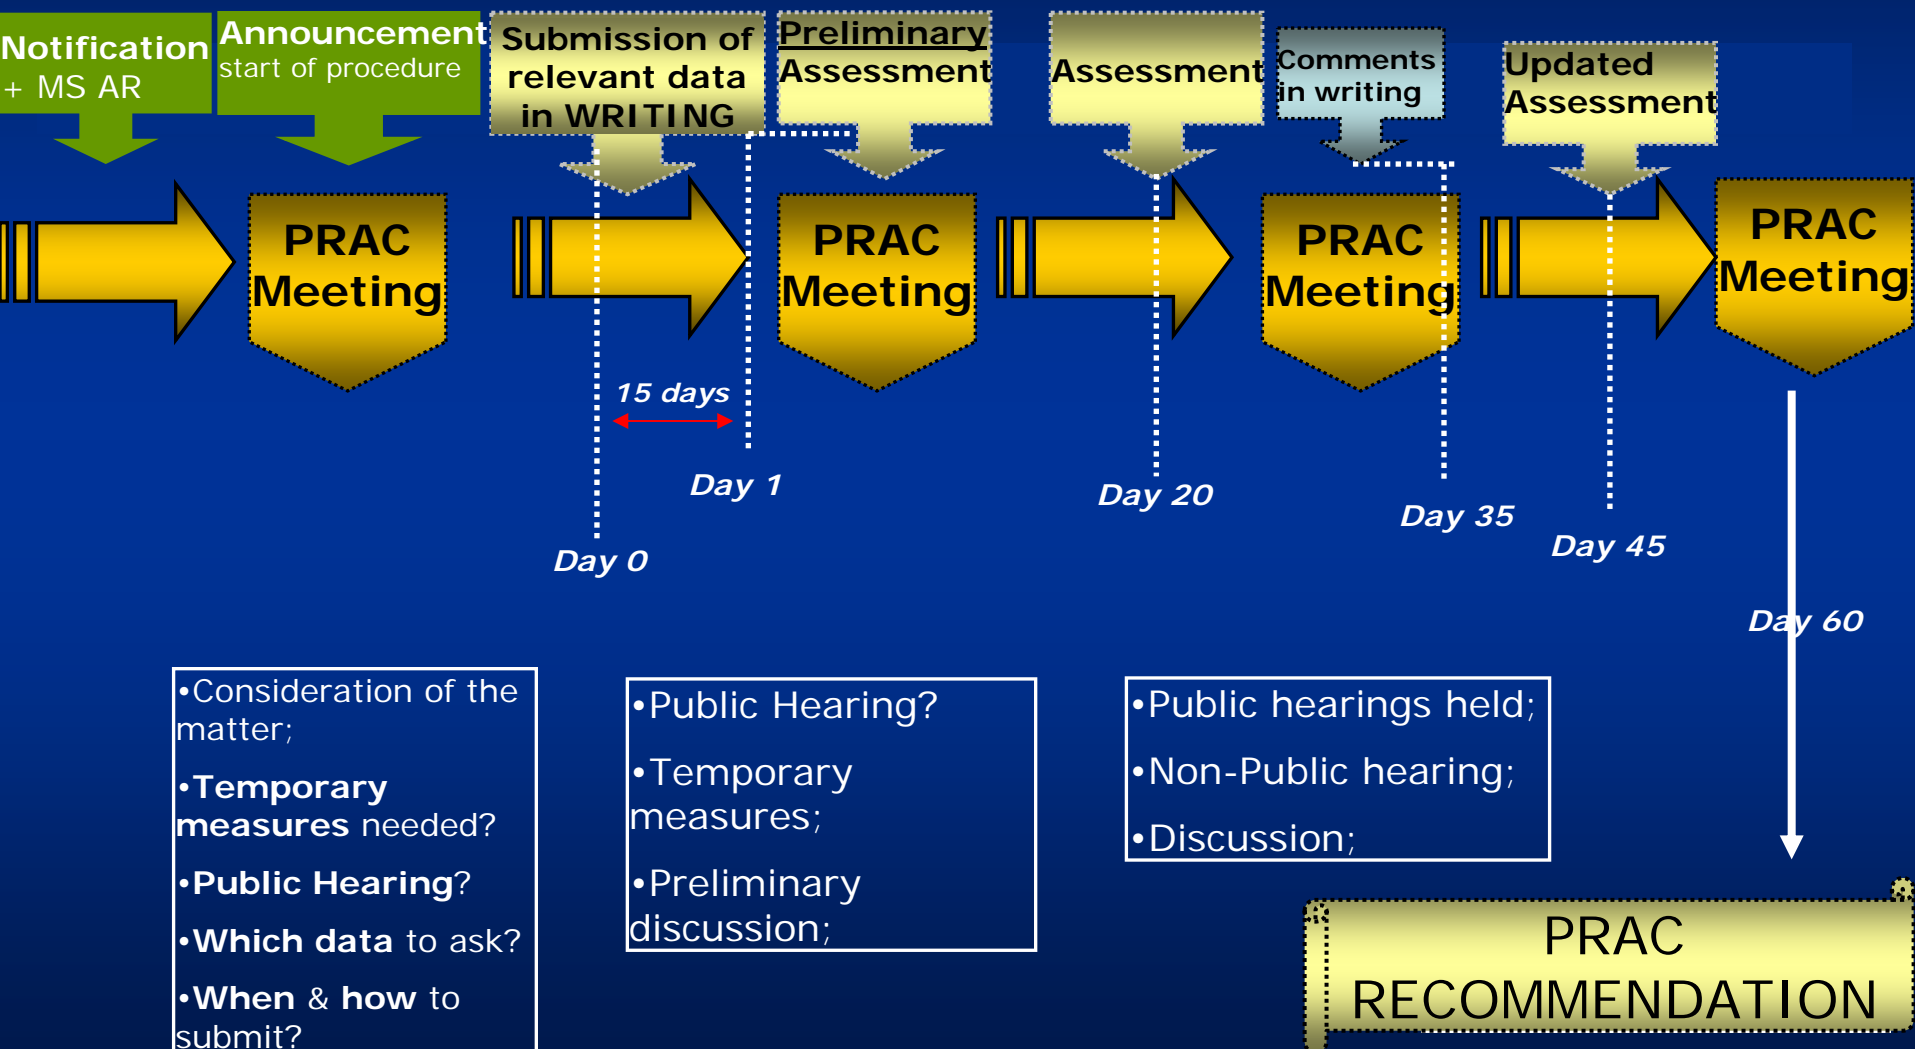 Notification
+ MS AR
Announcement
start of procedure
Submission of
relevant data
in WRITING
Preliminary
Assessment
Assessment
Comments
in writing
Updated
Assessment
PRAC
Meeting
PRAC
Meeting
PRAC
Meeting
PRAC
Meeting
15 days
Day 0
Day 1
Day 20
Day 35
Day 45
Day 60
•Consideration of the
matter;
•Temporary
measures needed?
•Public Hearing?
•Which data to ask?
•When & how to
submit?
•Public Hearing?
•Temporary
measures;
•Preliminary
discussion;
•Public hearings held;
•Non-Public hearing;
•Discussion;
PRAC
RECOMMENDATION